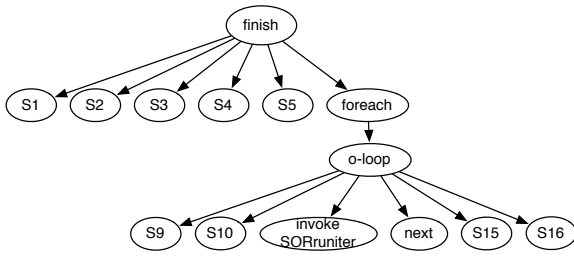 finish
S1 S2 S3 S4 S5 foreach
o-loop
S9 S10 invoke SORruniter next S15 S16